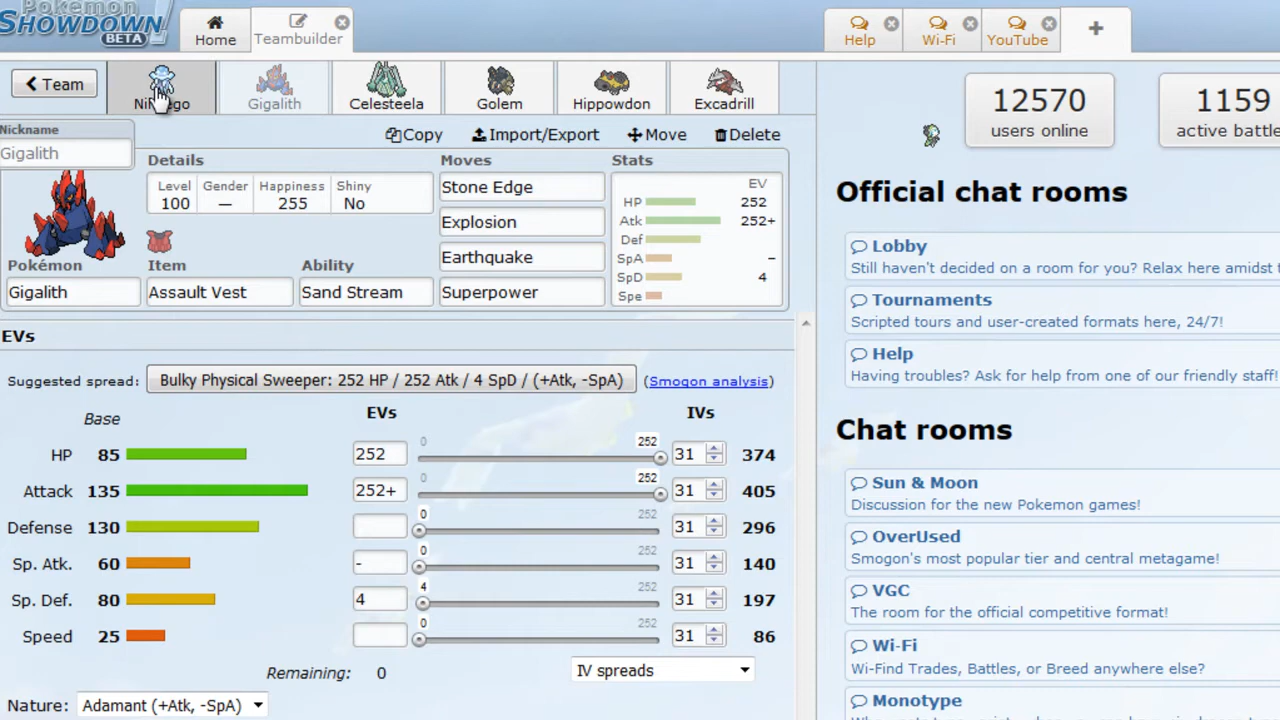 Pokémon
SHOWDOWN
BETA
Home
Teambuilder
Help
Wi-Fi
YouTube
+
Team
Gigalith
Celesteela
Golem
Hippowdon
Excadrill
12570
users online
1159
active battle
Copy
Import/Export
Move
Delete
Nickname
Gigalith
Details
Level
100
Gender
—
Happiness
255
Shiny
No
Pokémon
Gigalith
Item
Assault Vest
Ability
Sand Stream
Moves
Stone Edge
Explosion
Earthquake
Superpower
Stats
EV
HP 252
Atk 252+
Def
SpA –
SpD 4
Spe
Official chat rooms
Lobby
Still haven't decided on a room for you? Relax here amidst t
Tournaments
Scripted tours and user-created formats here, 24/7!
Help
Having troubles? Ask for help from one of our friendly staff!
Chat rooms
Sun & Moon
Discussion for the new Pokemon games!
OverUsed
Smogon's most popular tier and central metagame!
VGC
The room for the official competitive format!
Wi-Fi
Wi-Find Trades, Battles, or Breed anywhere else?
Monotype
EVs
Suggested spread: Bulky Physical Sweeper: 252 HP / 252 Atk / 4 SpD / (+Atk, -SpA) (Smogon analysis)
Base EVs IVs
HP 85 252 0 252 31 374
Attack 135 252+ 0 252 31 405
Defense 130 0 252 31 296
Sp. Atk. 60 - 0 252 31 140
Sp. Def. 80 4 4 252 31 197
Speed 25 0 252 31 86
Remaining: 0
IV spreads
Nature: Adamant (+Atk, -SpA)